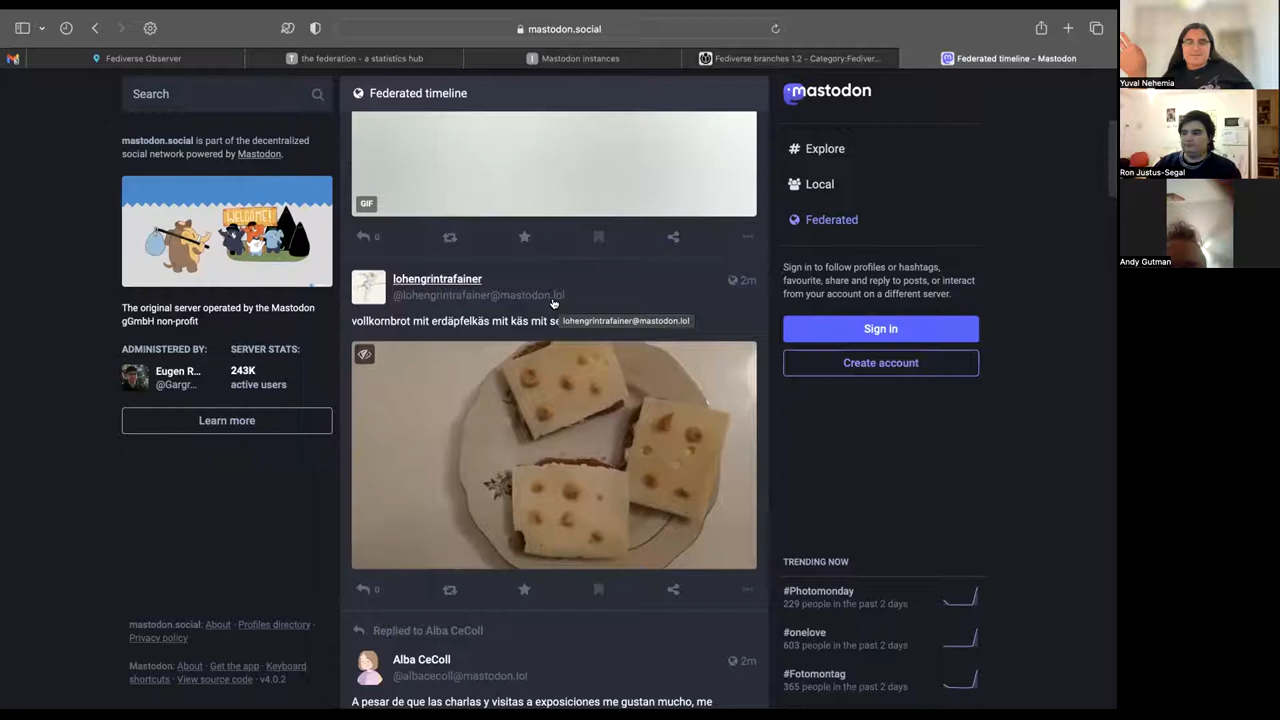 mastodon.social
Fediverse Observer
the federation - a statistics hub
Mastodon instances
Fediverse branches 1.2 - Category:Fediver...
Federated timeline - Mastodon
Search
mastodon.social is part of the decentralized
social network powered by Mastodon.
WELCOME!
The original server operated by the Mastodon
gGmbH non-profit
ADMINISTERED BY:
Eugen R...
@Gargr...
SERVER STATS:
243K
active users
Learn more
mastodon.social: About · Profiles directory ·
Privacy policy
Mastodon: About · Get the app · Keyboard
shortcuts · View source code · v4.0.2
Federated timeline
GIF
0
lohengrintrafainer
@lohengrintrafainer@mastodon.lol
2m
vollkornbrot mit erdäpfelkäs mit käs mit se
lohengrintrafainer@mastodon.lol
0
Replied to Alba CeColl
Alba CeColl
@albacecoll@mastodon.lol
2m
A pesar de que las charlas y visitas a exposiciones me gustan mucho, me
mastodon
# Explore
Local
Federated
Sign in to follow profiles or hashtags,
favourite, share and reply to posts, or interact
from your account on a different server.
Sign in
Create account
TRENDING NOW
#Photomonday
229 people in the past 2 days
#onelove
603 people in the past 2 days
#Fotomontag
365 people in the past 2 days
Yuval Nehemia
Ron Justus-Segal
Andy Gutman